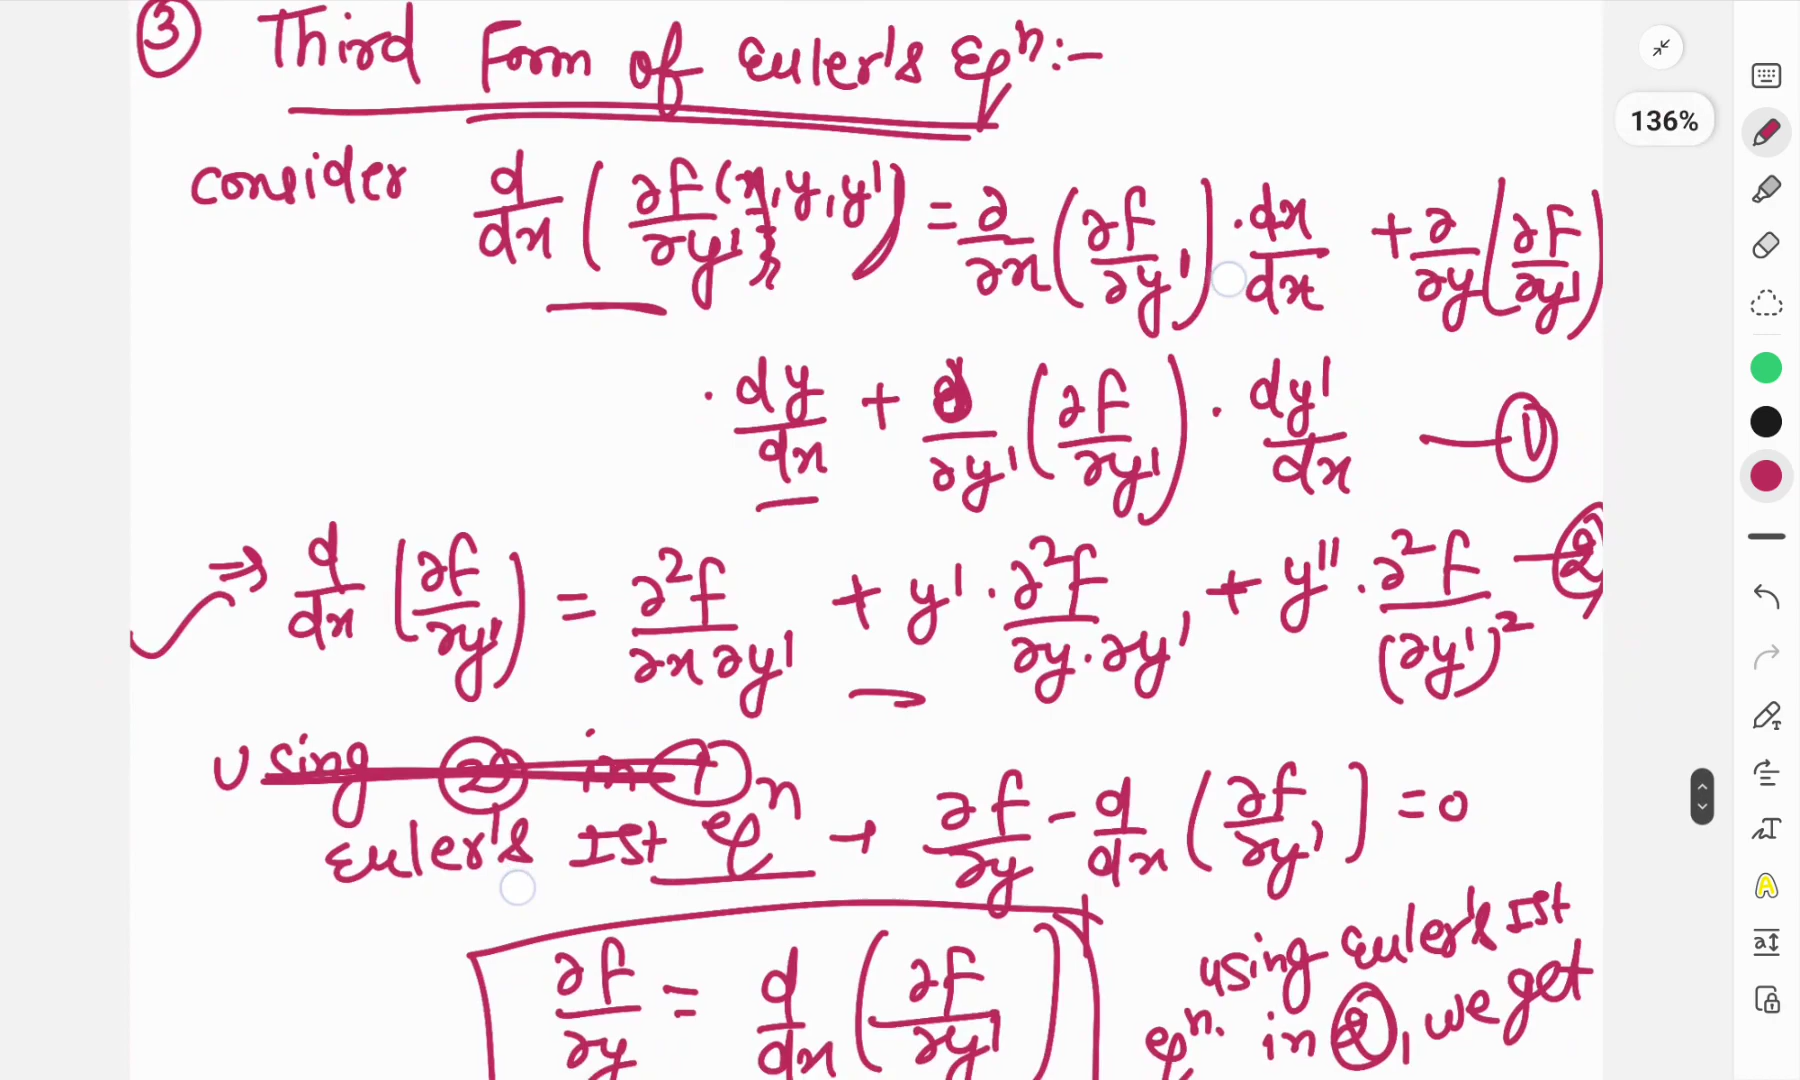 ③ Third Form of Euler's Eqⁿ:-
136%
consider d/dx (∂F(x,y,y')/∂y') = ∂/∂x (∂F/∂y') · dx/dx + ∂/∂y (∂F/∂y')
· dy/dx + ∂/∂y' (∂F/∂y') · dy'/dx —①
⇒ d/dx (∂F/∂y') = ∂²F/∂x∂y' + y' · ∂²F/∂y·∂y' + y'' · ∂²F/(∂y')² —②
Using ② in ①
Euler's Ist eqⁿ → ∂F/∂y - d/dx (∂F/∂y') = 0
∂F/∂y = d/dx (∂F/∂y')
using Euler's Ist
eqⁿ. in ②, we get